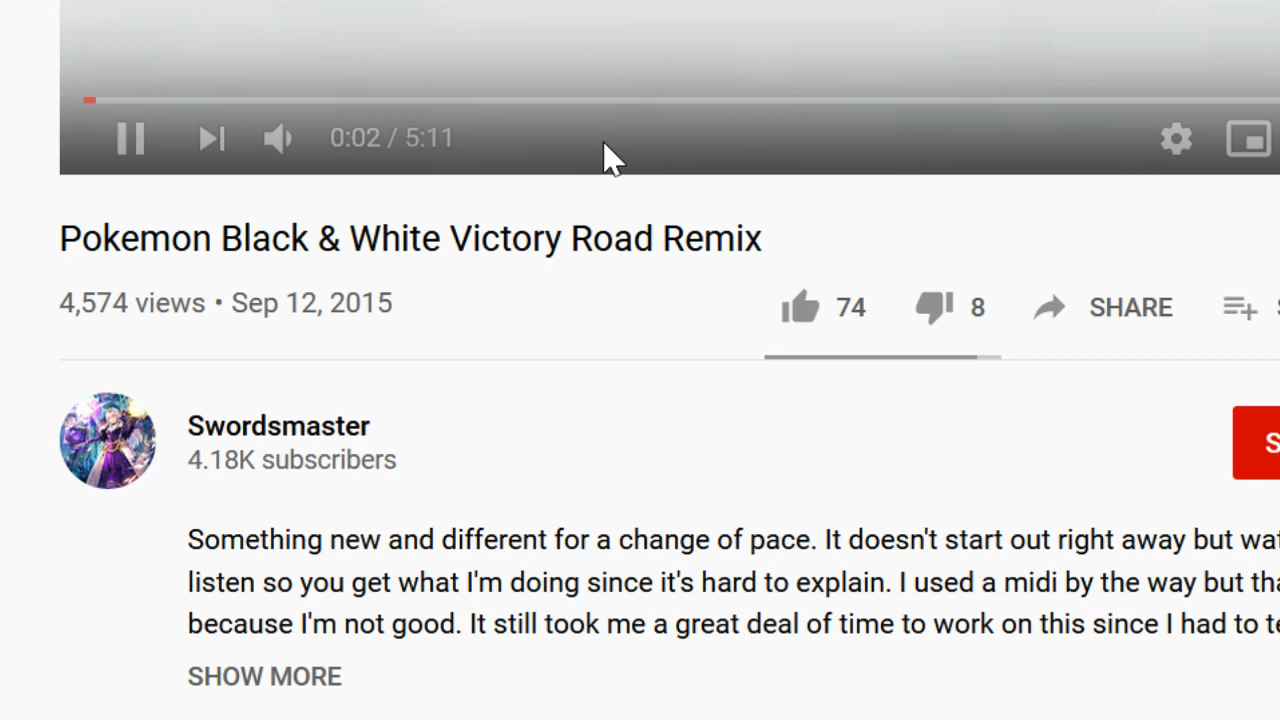 0:02 / 5:11
Pokemon Black & White Victory Road Remix
4,574 views • Sep 12, 2015
74 8 SHARE S
Swordsmaster
4.18K subscribers
S
Something new and different for a change of pace. It doesn't start out right away but wat
listen so you get what I'm doing since it's hard to explain. I used a midi by the way but tha
because I'm not good. It still took me a great deal of time to work on this since I had to te
SHOW MORE